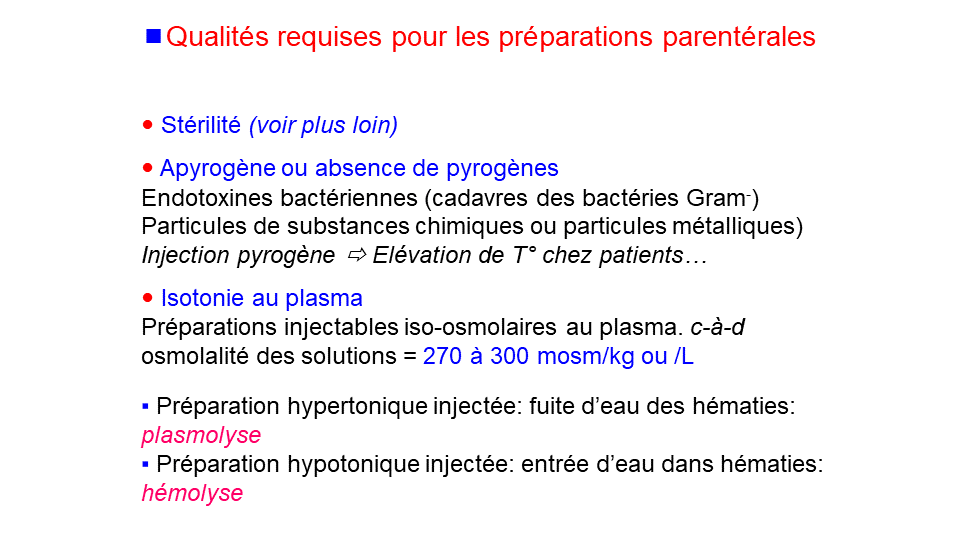 ■ Qualités requises pour les préparations parentérales
• Stérilité (voir plus loin)
• Apyrogène ou absence de pyrogènes
Endotoxines bactériennes (cadavres des bactéries Gram⁻)
Particules de substances chimiques ou particules métalliques)
Injection pyrogène ⇨ Elévation de T° chez patients…
• Isotonie au plasma
Préparations injectables iso-osmolaires au plasma. c-à-d
osmolalité des solutions = 270 à 300 mosm/kg ou /L
▪ Préparation hypertonique injectée: fuite d’eau des hématies:
plasmolyse
▪ Préparation hypotonique injectée: entrée d’eau dans hématies:
hémolyse